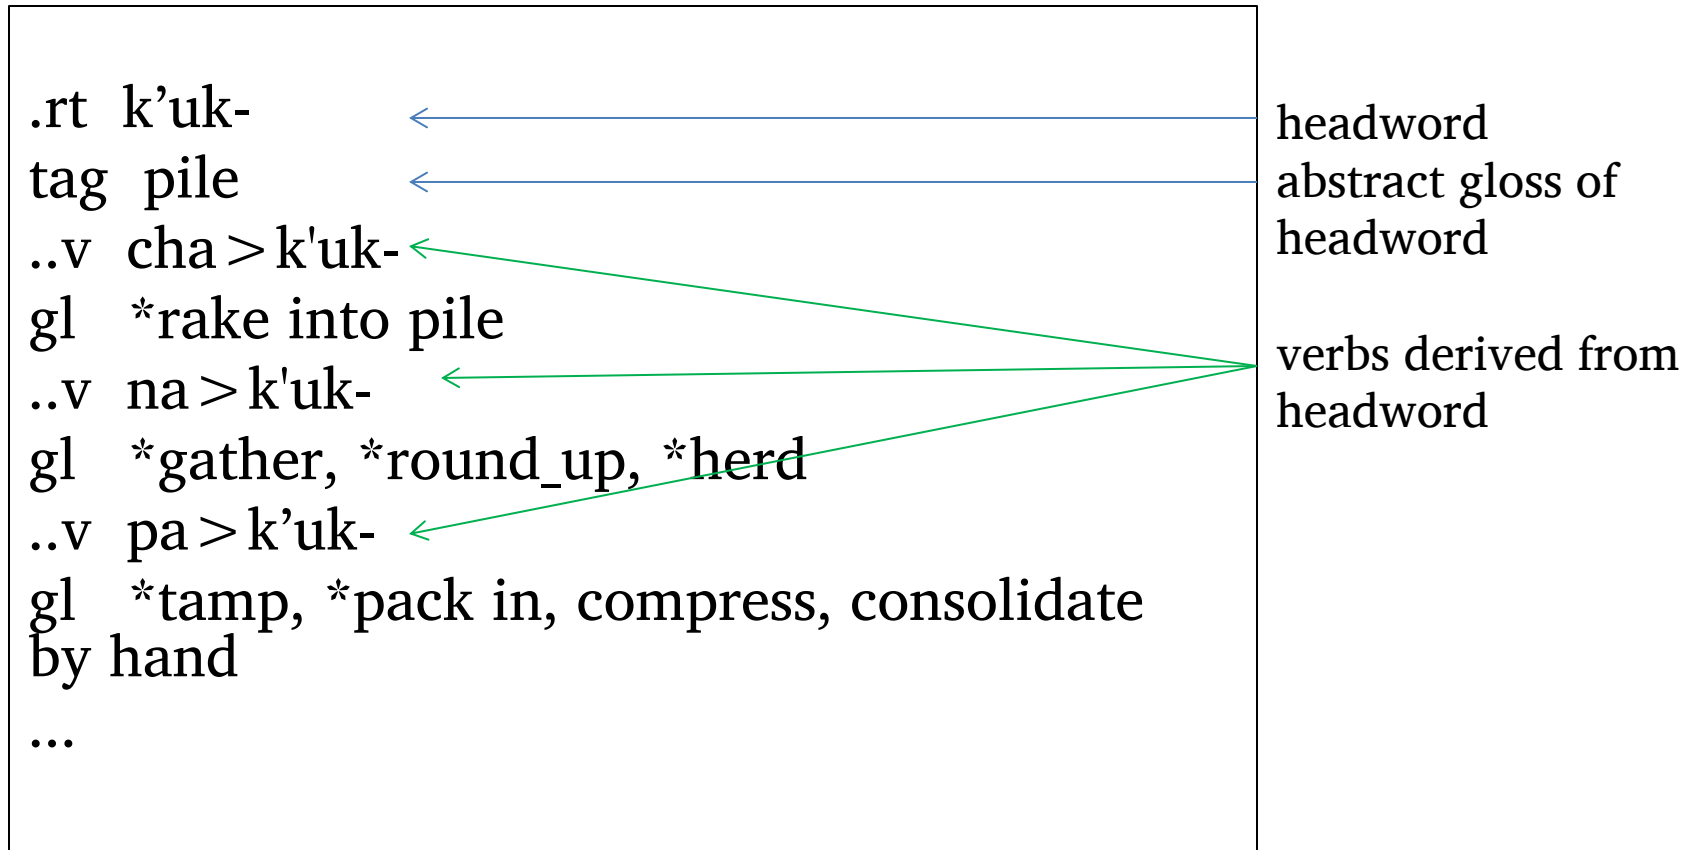 .rt k’uk-
tag pile
..v cha>k'uk-
gl *rake into pile
..v na>k'uk-
gl *gather, *round_up, *herd
..v pa>k’uk-
gl *tamp, *pack in, compress, consolidate
by hand
...
headword
abstract gloss of
headword
verbs derived from
headword